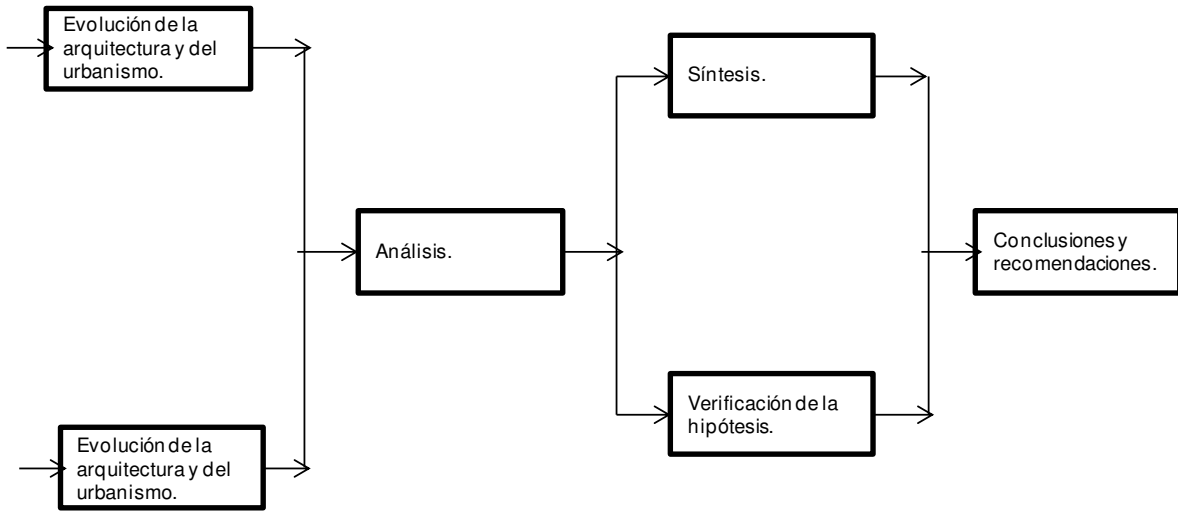 Evolución de la
arquitectura y del
urbanismo.
Evolución de la
arquitectura y del
urbanismo.
Análisis.
Síntesis.
Verificación de la
hipótesis.
Conclusiones y
recomendaciones.